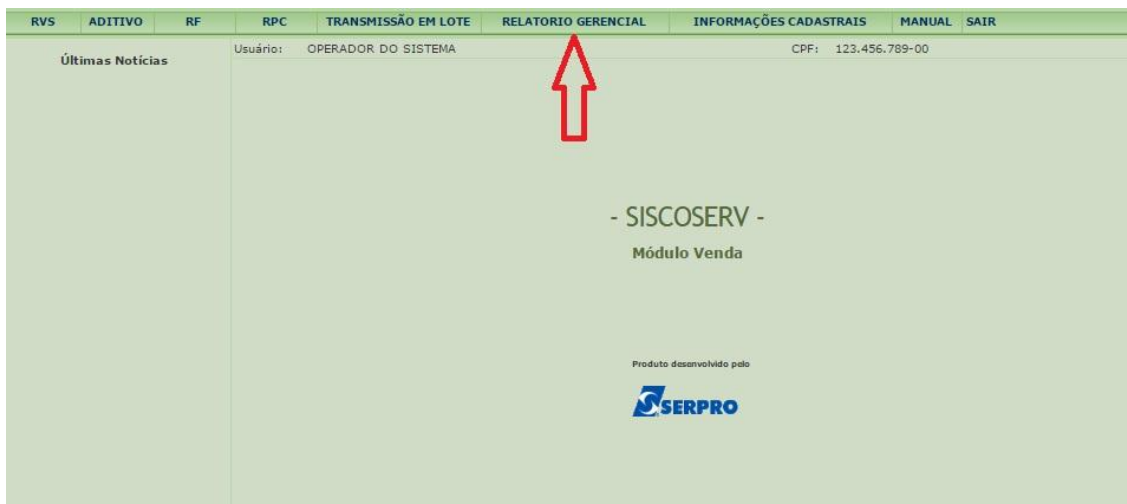 RVS ADITIVO RF RPC TRANSMISSÃO EM LOTE RELATORIO GERENCIAL INFORMAÇÕES CADASTRAIS MANUAL SAIR
Últimas Notícias
Usuário: OPERADOR DO SISTEMA CPF: 123.456.789-00
- SISCOSERV -
Módulo Venda
Produto desenvolvido pelo
SERPRO